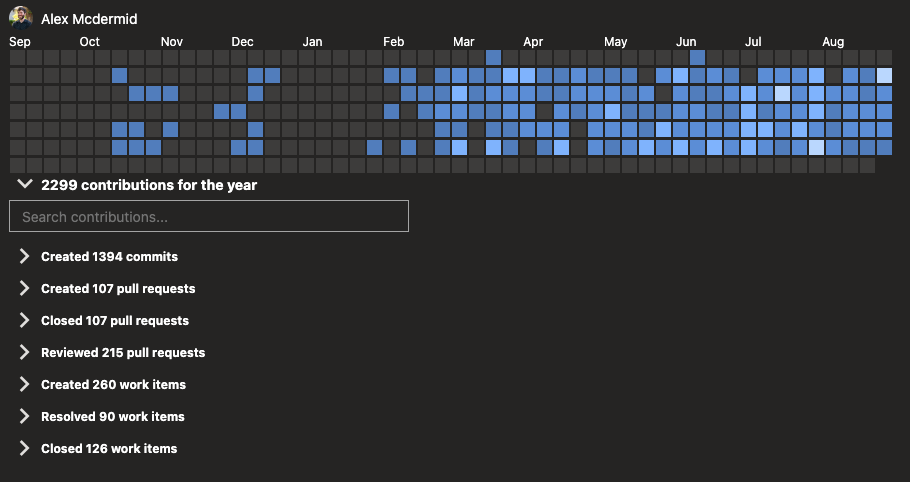 Alex Mcdermid
Sep Oct Nov Dec Jan Feb Mar Apr May Jun Jul Aug
2299 contributions for the year
Search contributions...
Created 1394 commits
Created 107 pull requests
Closed 107 pull requests
Reviewed 215 pull requests
Created 260 work items
Resolved 90 work items
Closed 126 work items